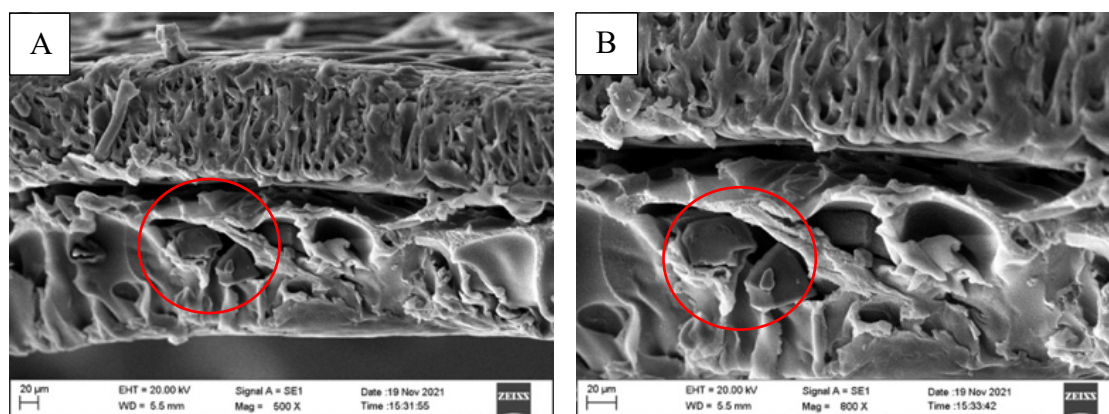 A
B
20 µm
EHT = 20.00 kV
WD = 5.5 mm
Signal A = SE1
Mag = 500 X
Date :19 Nov 2021
Time :15:31:55
ZEISS
20 µm
EHT = 20.00 kV
WD = 5.5 mm
Signal A = SE1
Mag = 800 X
Date :19 Nov 2021
Time :15:33:42
ZEISS